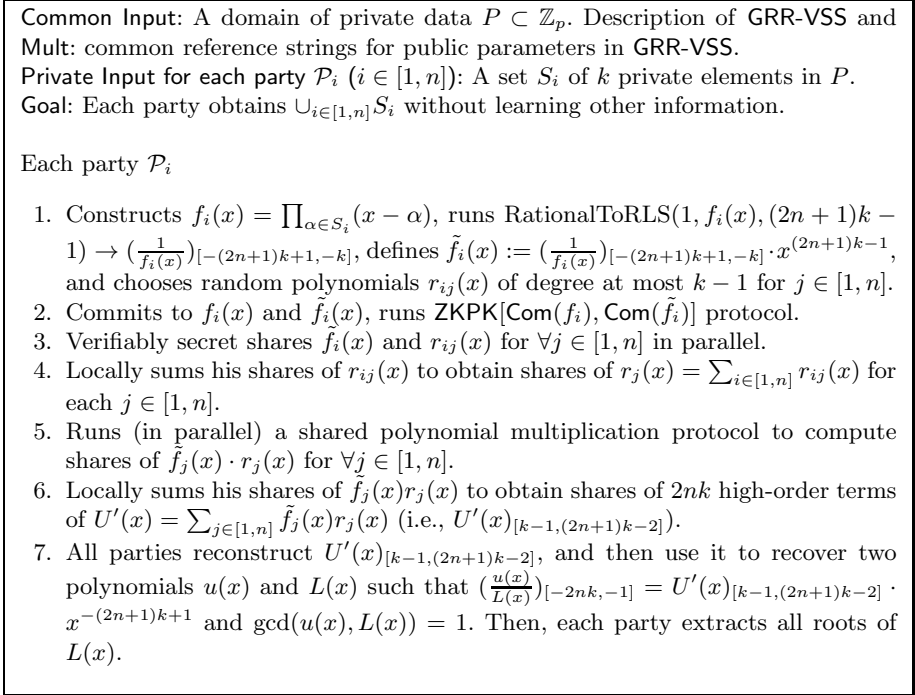 Common Input: A domain of private data P ⊂ ℤ_p. Description of GRR-VSS and
Mult: common reference strings for public parameters in GRR-VSS.
Private Input for each party 𝒫_i (i ∈ [1, n]): A set S_i of k private elements in P.
Goal: Each party obtains ∪_{i∈[1,n]}S_i without learning other information.
Each party 𝒫_i
1. Constructs f_i(x) = ∏_{α∈S_i}(x − α), runs RationalToRLS(1, f_i(x), (2n + 1)k −
1) → (\frac{1}{f_i(x)})_{[−(2n+1)k+1,−k]}, defines \tilde{f}_i(x) := (\frac{1}{f_i(x)})_{[−(2n+1)k+1,−k]} · x^{(2n+1)k−1},
and chooses random polynomials r_{ij}(x) of degree at most k − 1 for j ∈ [1, n].
2. Commits to f_i(x) and \tilde{f}_i(x), runs ZKPK[Com(f_i), Com(\tilde{f}_i)] protocol.
3. Verifiably secret shares \tilde{f}_i(x) and r_{ij}(x) for ∀j ∈ [1, n] in parallel.
4. Locally sums his shares of r_{ij}(x) to obtain shares of r_j(x) = ∑_{i∈[1,n]} r_{ij}(x) for
each j ∈ [1, n].
5. Runs (in parallel) a shared polynomial multiplication protocol to compute
shares of \tilde{f}_j(x) · r_j(x) for ∀j ∈ [1, n].
6. Locally sums his shares of \tilde{f}_j(x)r_j(x) to obtain shares of 2nk high-order terms
of U′(x) = ∑_{j∈[1,n]} \tilde{f}_j(x)r_j(x) (i.e., U′(x)_{[k−1,(2n+1)k−2]}).
7. All parties reconstruct U′(x)_{[k−1,(2n+1)k−2]}, and then use it to recover two
polynomials u(x) and L(x) such that (\frac{u(x)}{L(x)})_{[−2nk,−1]} = U′(x)_{[k−1,(2n+1)k−2]} ·
x^{−(2n+1)k+1} and gcd(u(x), L(x)) = 1. Then, each party extracts all roots of
L(x).